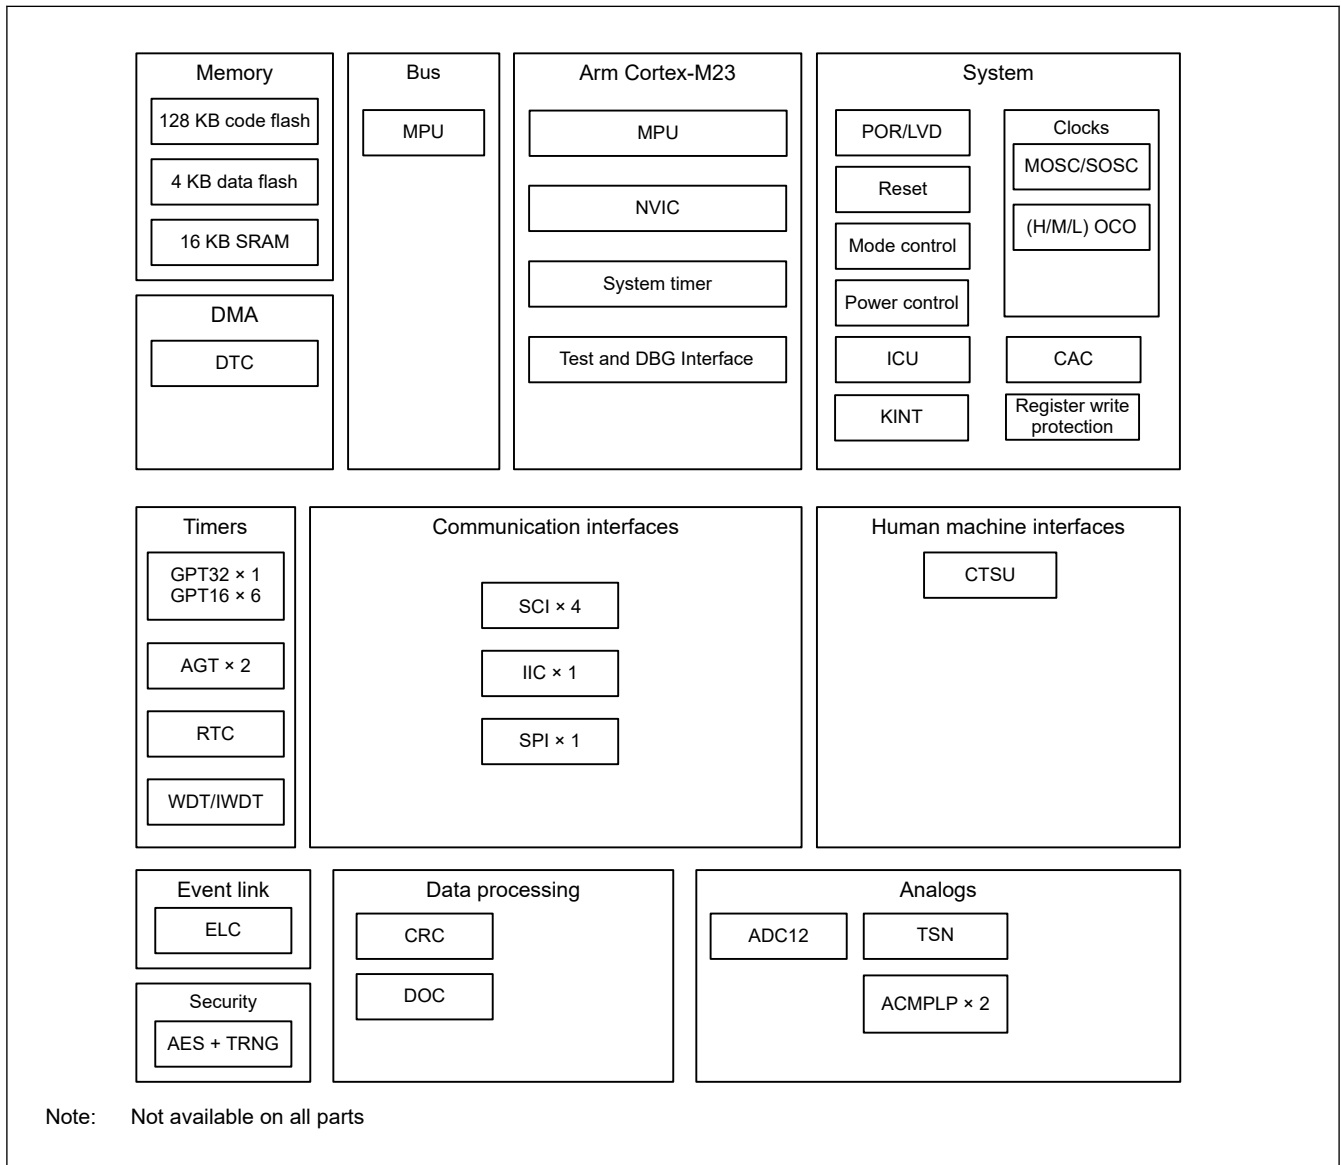 Memory
128 KB code flash
4 KB data flash
16 KB SRAM
DMA
DTC
Bus
MPU
Arm Cortex-M23
MPU
NVIC
System timer
Test and DBG Interface
System
POR/LVD
Reset
Mode control
Power control
ICU
KINT
Clocks
MOSC/SOSC
(H/M/L) OCO
CAC
Register write
protection
Timers
GPT32 × 1
GPT16 × 6
AGT × 2
RTC
WDT/IWDT
Communication interfaces
SCI × 4
IIC × 1
SPI × 1
Human machine interfaces
CTSU
Event link
ELC
Security
AES + TRNG
Data processing
CRC
DOC
Analogs
ADC12
TSN
ACMPLP × 2
Note: Not available on all parts